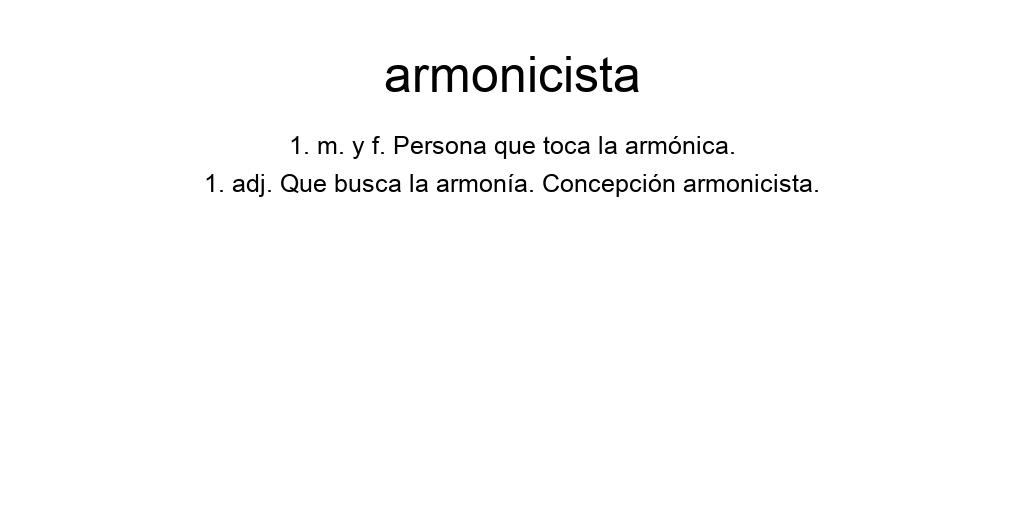 armonicista
1. m. y f. Persona que toca la armónica.
1. adj. Que busca la armonía. Concepción armonicista.